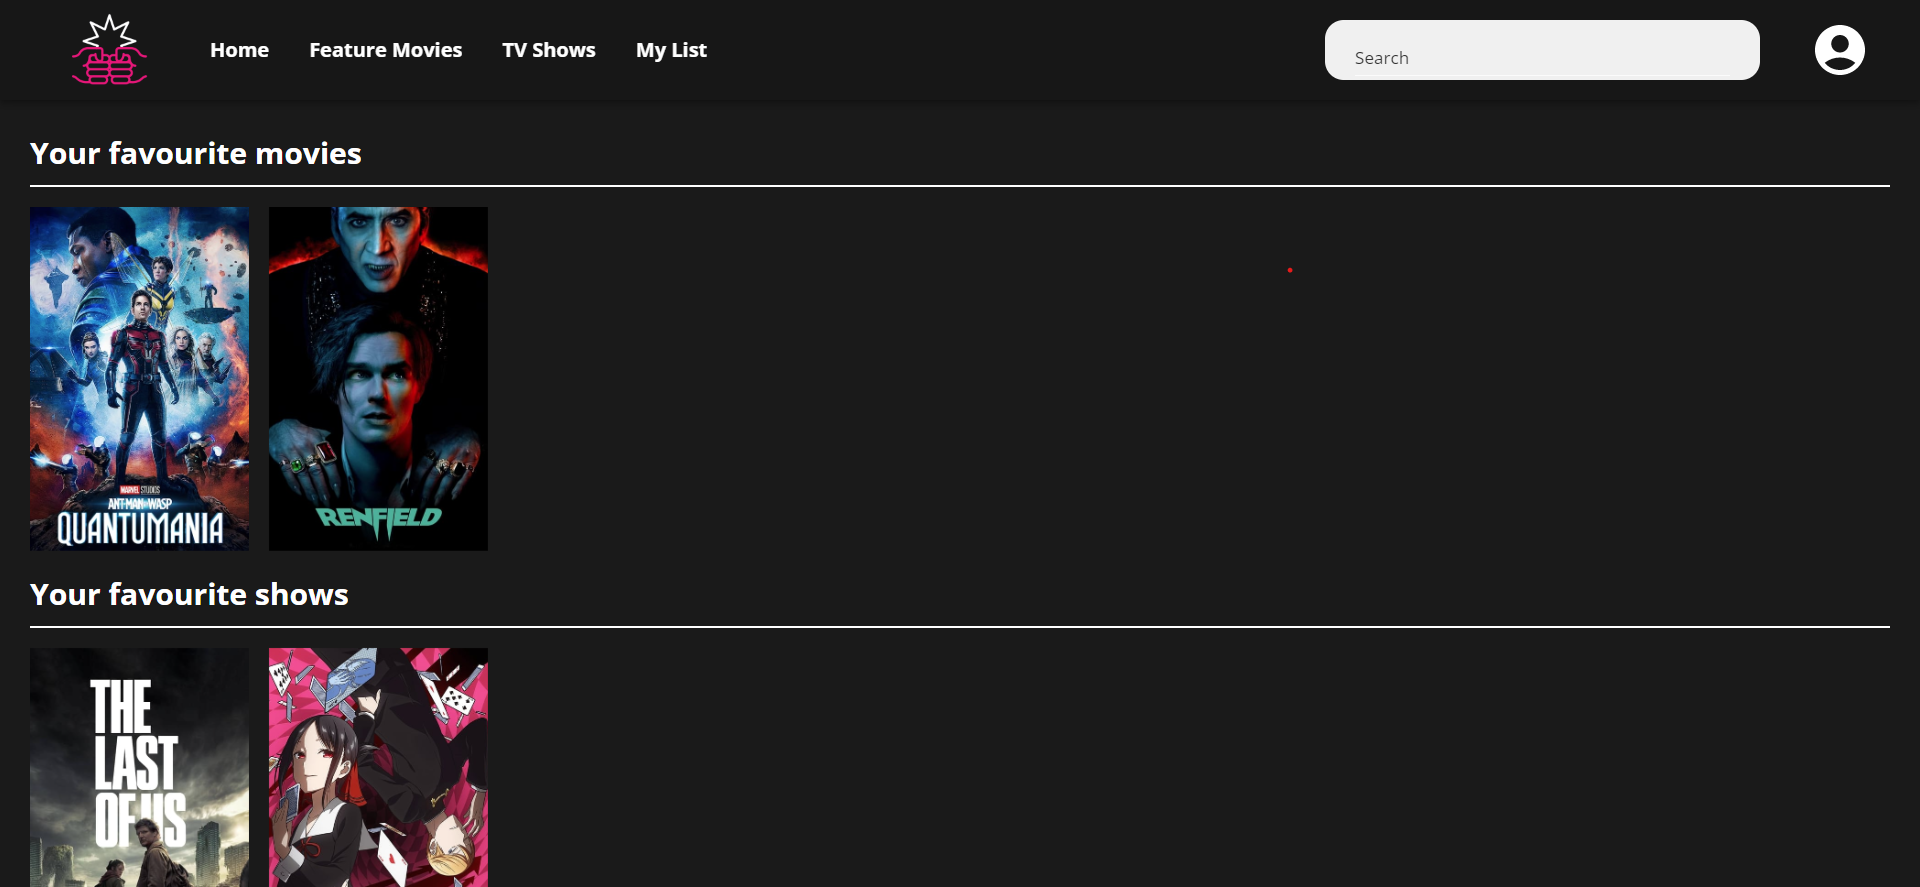 Home
Feature Movies
TV Shows
My List
Search
Your favourite movies
MARVEL STUDIOS
ANT-MAN AND THE WASP
QUANTUMANIA
RENFIELD
Your favourite shows
THE
LAST
OF US